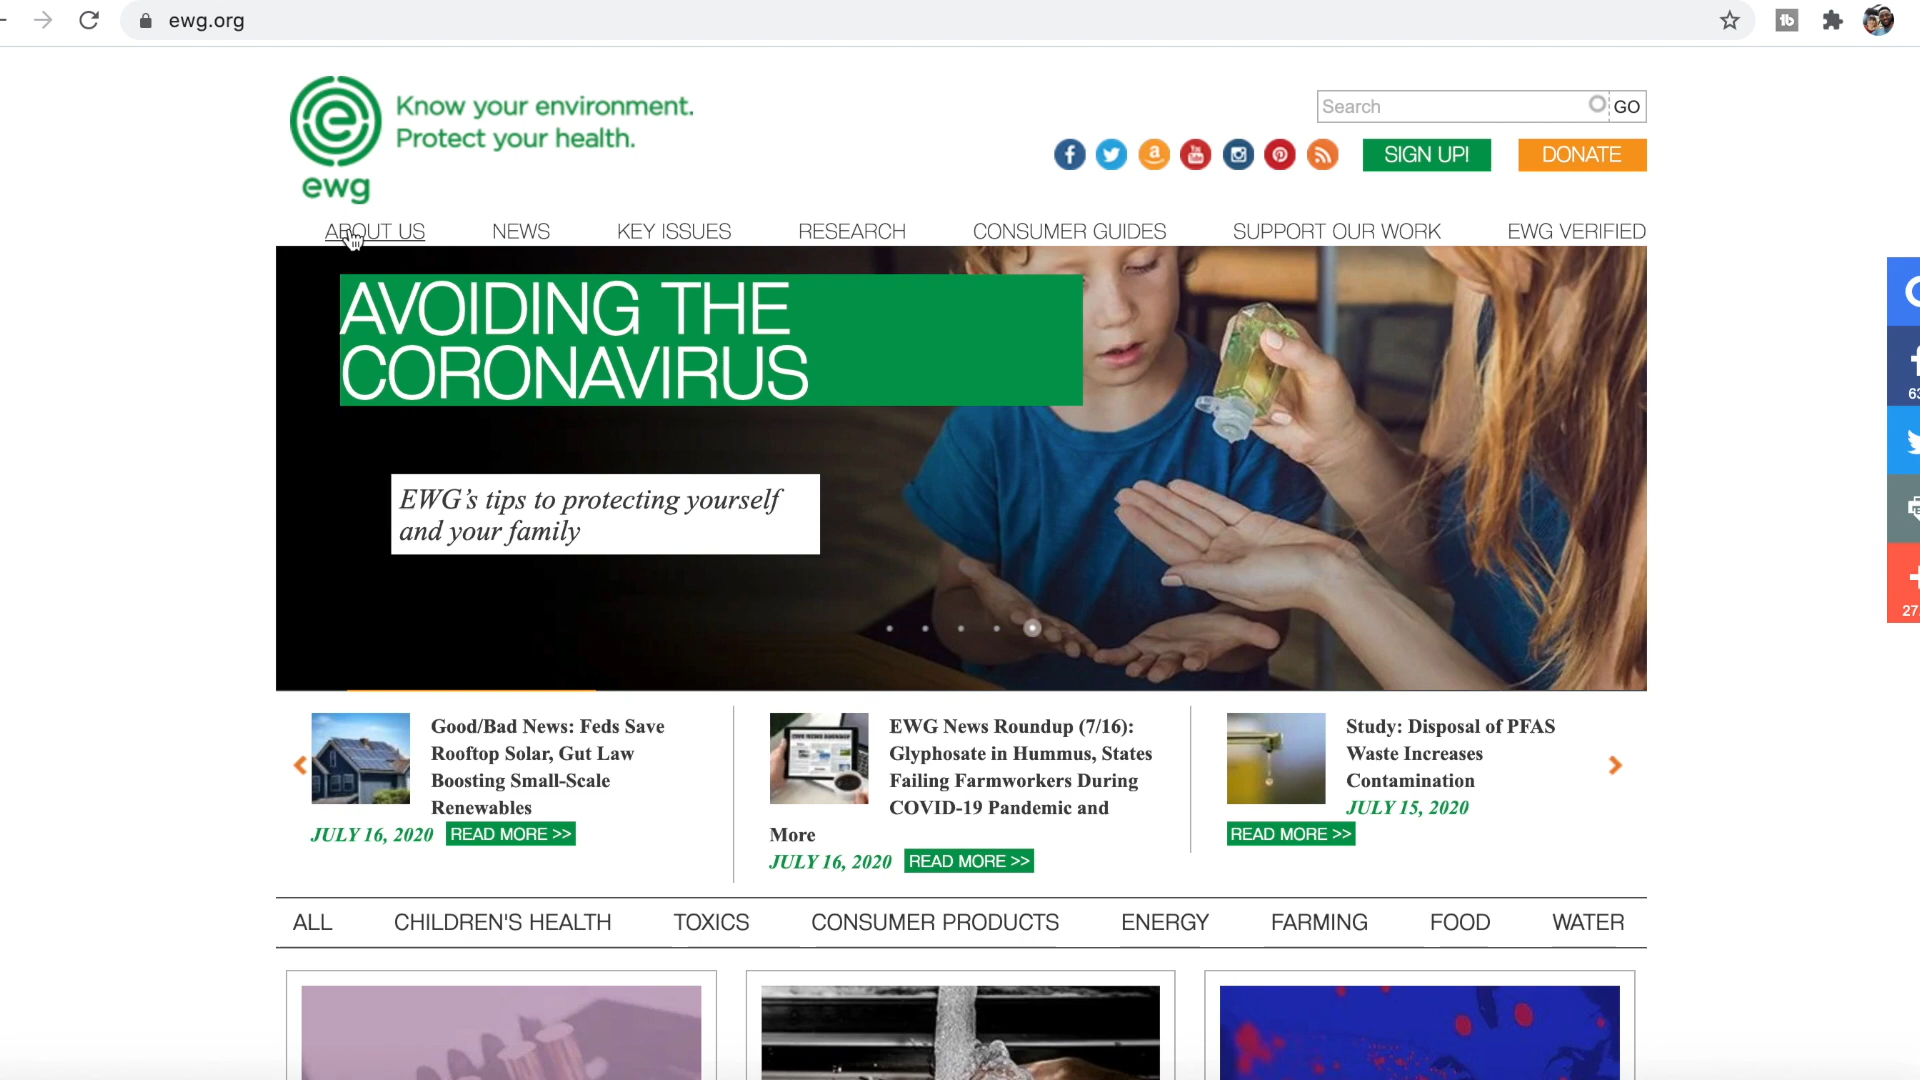 ewg.org
Know your environment.
Protect your health.
ewg
Search
GO
SIGN UP!
DONATE
ABOUT US
NEWS
KEY ISSUES
RESEARCH
CONSUMER GUIDES
SUPPORT OUR WORK
EWG VERIFIED
AVOIDING THE
CORONAVIRUS
EWG’s tips to protecting yourself
and your family
Good/Bad News: Feds Save
Rooftop Solar, Gut Law
Boosting Small-Scale
Renewables
JULY 16, 2020 READ MORE >>
EWG News Roundup (7/16):
Glyphosate in Hummus, States
Failing Farmworkers During
COVID-19 Pandemic and
More
JULY 16, 2020 READ MORE >>
Study: Disposal of PFAS
Waste Increases
Contamination
JULY 15, 2020
READ MORE >>
ALL
CHILDREN'S HEALTH
TOXICS
CONSUMER PRODUCTS
ENERGY
FARMING
FOOD
WATER